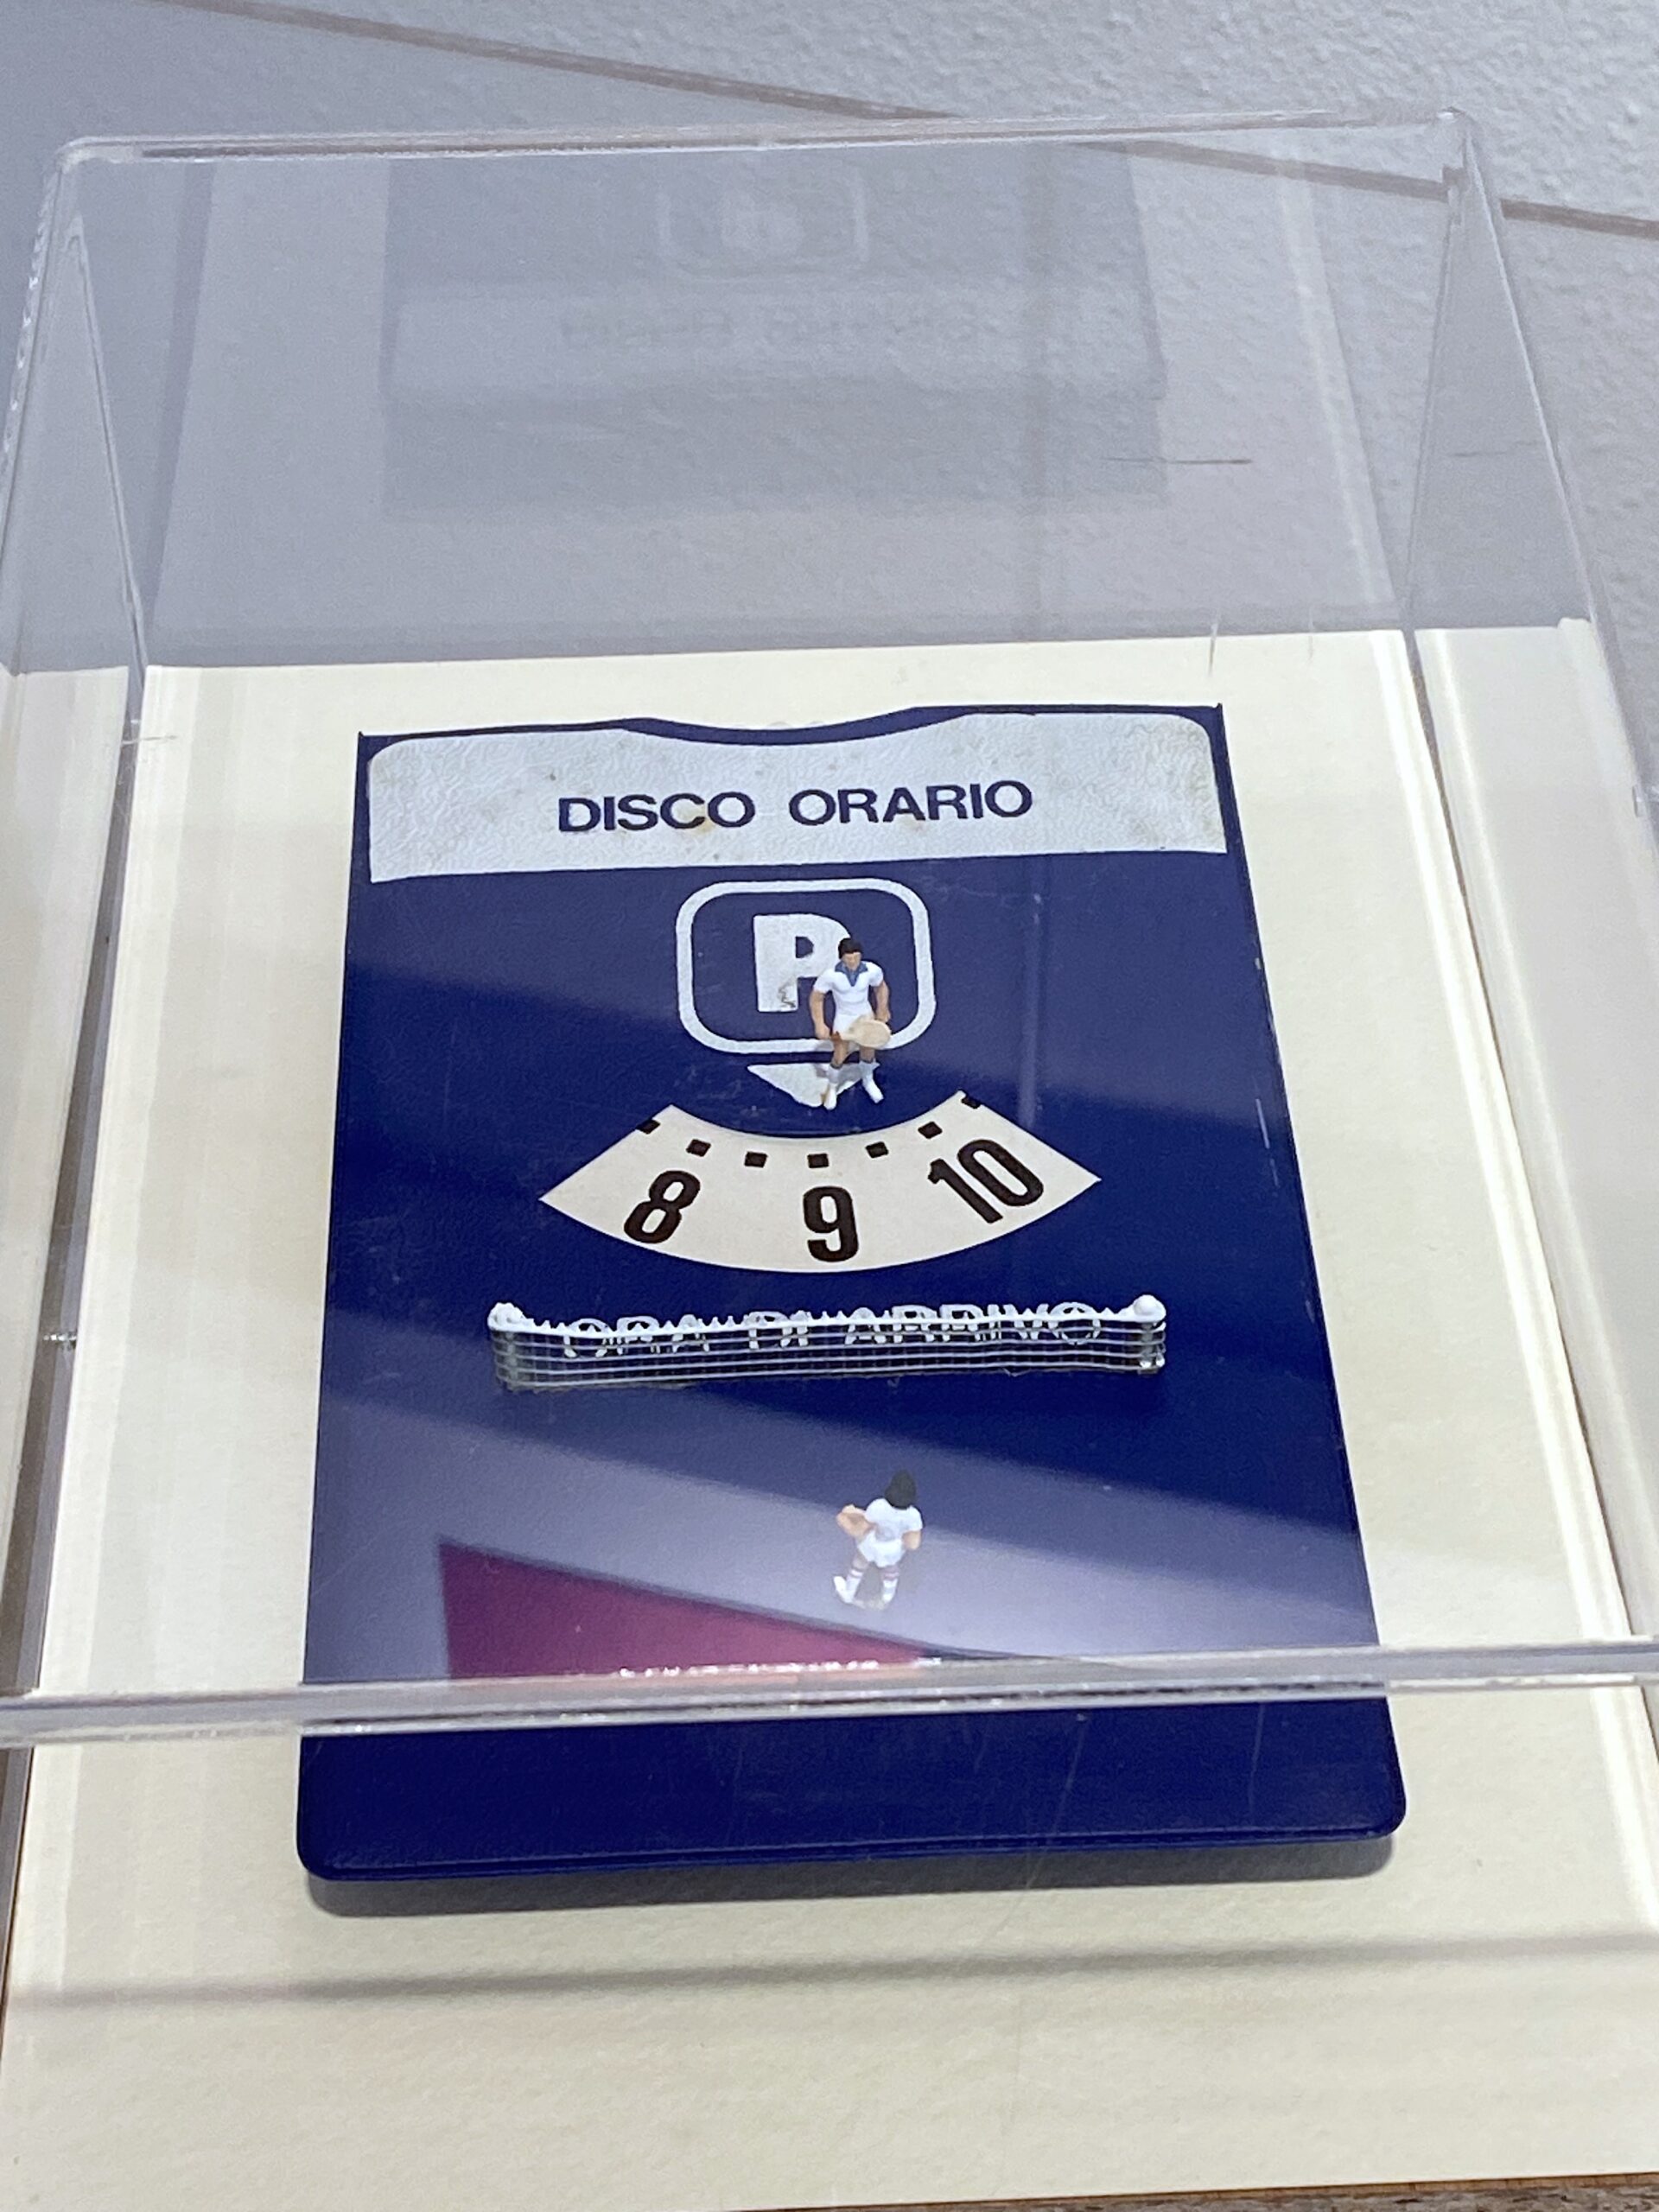 DISCO ORARIO
P
8 9 10
ORA DI ARRIVO